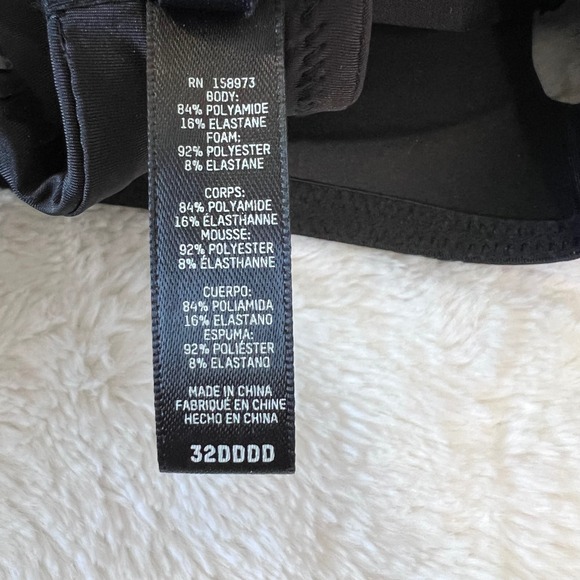 RN 158973
BODY:
84% POLYAMIDE
16% ELASTANE
FOAM:
92% POLYESTER
8% ELASTANE
CORPS:
84% POLYAMIDE
16% ÉLASTHANNE
MOUSSE:
92% POLYESTER
8% ÉLASTHANNE
CUERPO:
84% POLIAMIDA
16% ELASTANO
ESPUMA:
92% POLIÉSTER
8% ELASTANO
MADE IN CHINA
FABRIQUÉ EN CHINE
HECHO EN CHINA
32DDDD